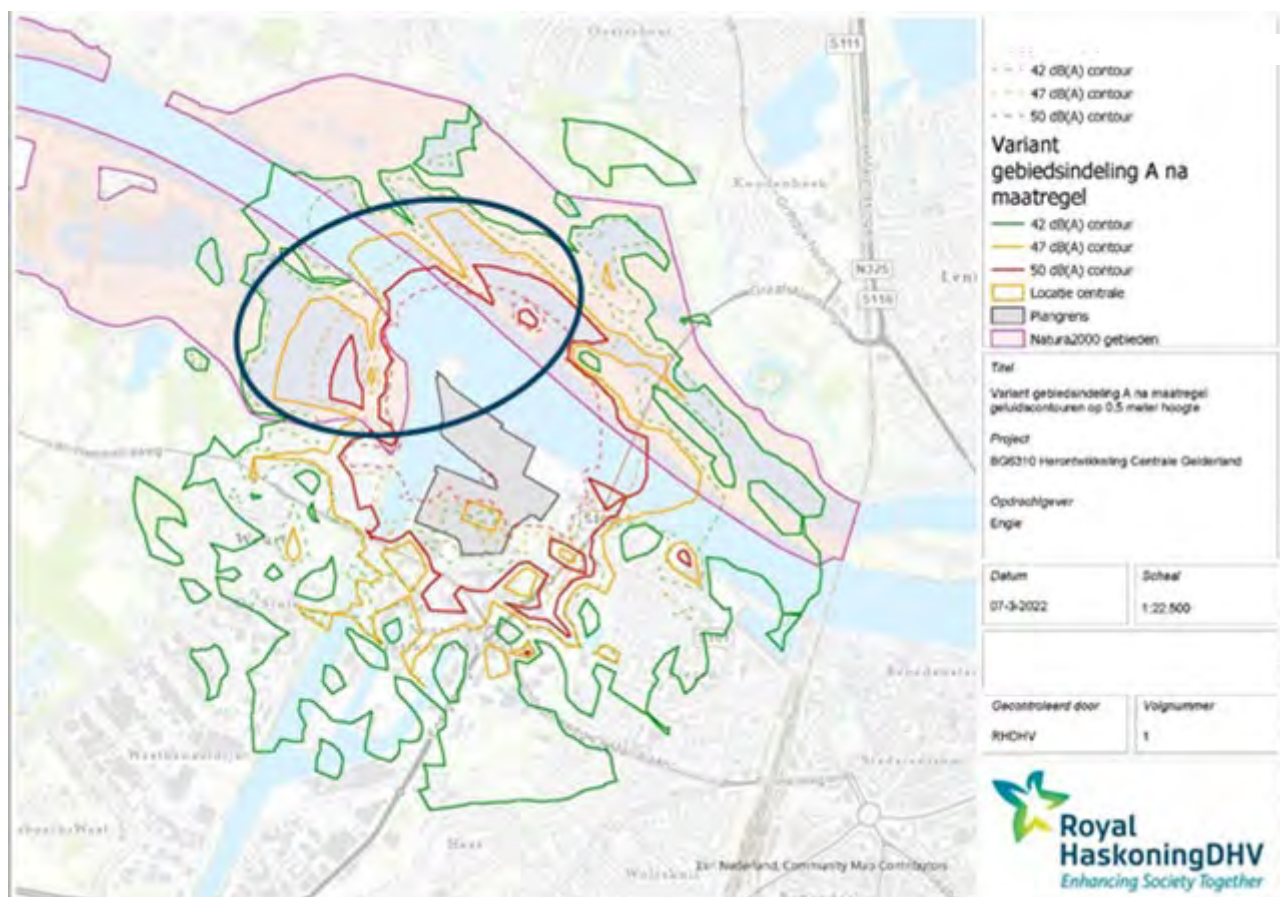 Oosterhout
S111
N325
S116
42 dB(A) contour
47 dB(A) contour
50 dB(A) contour
Variant
gebiedsindeling A na
maatregel
42 dB(A) contour
47 dB(A) contour
50 dB(A) contour
Locatie centrale
Plangrens
Natura2000 gebieden
Titel
Variant gebiedsindeling A na maatregel
geluidscontouren op 0,5 meter hoogte
Project
BG6310 Herontwikkeling Centrale Gelderland
Opdrachtgever
Engie
Datum
07-3-2022
Schaal
1:22.500
Gecontroleerd door
RHDHV
Volgnummer
1
Hees
Esri Nederland, Community Map Contributors
Royal
HaskoningDHV
Enhancing Society Together